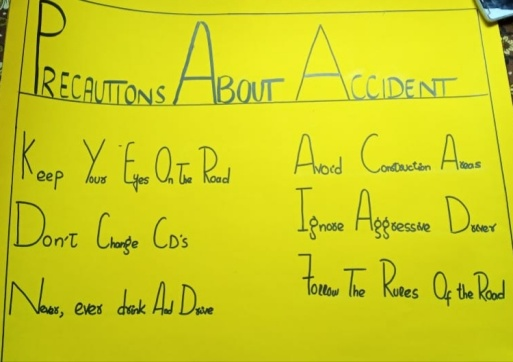 PRECAUTIONS ABOUT ACCIDENT
Keep Your Eyes On The Road
Don't Change CD's
Never, ever drink And Drive
Avoid Construction Areas
Ignore Aggressive Driver
Follow The Rules Of the Road